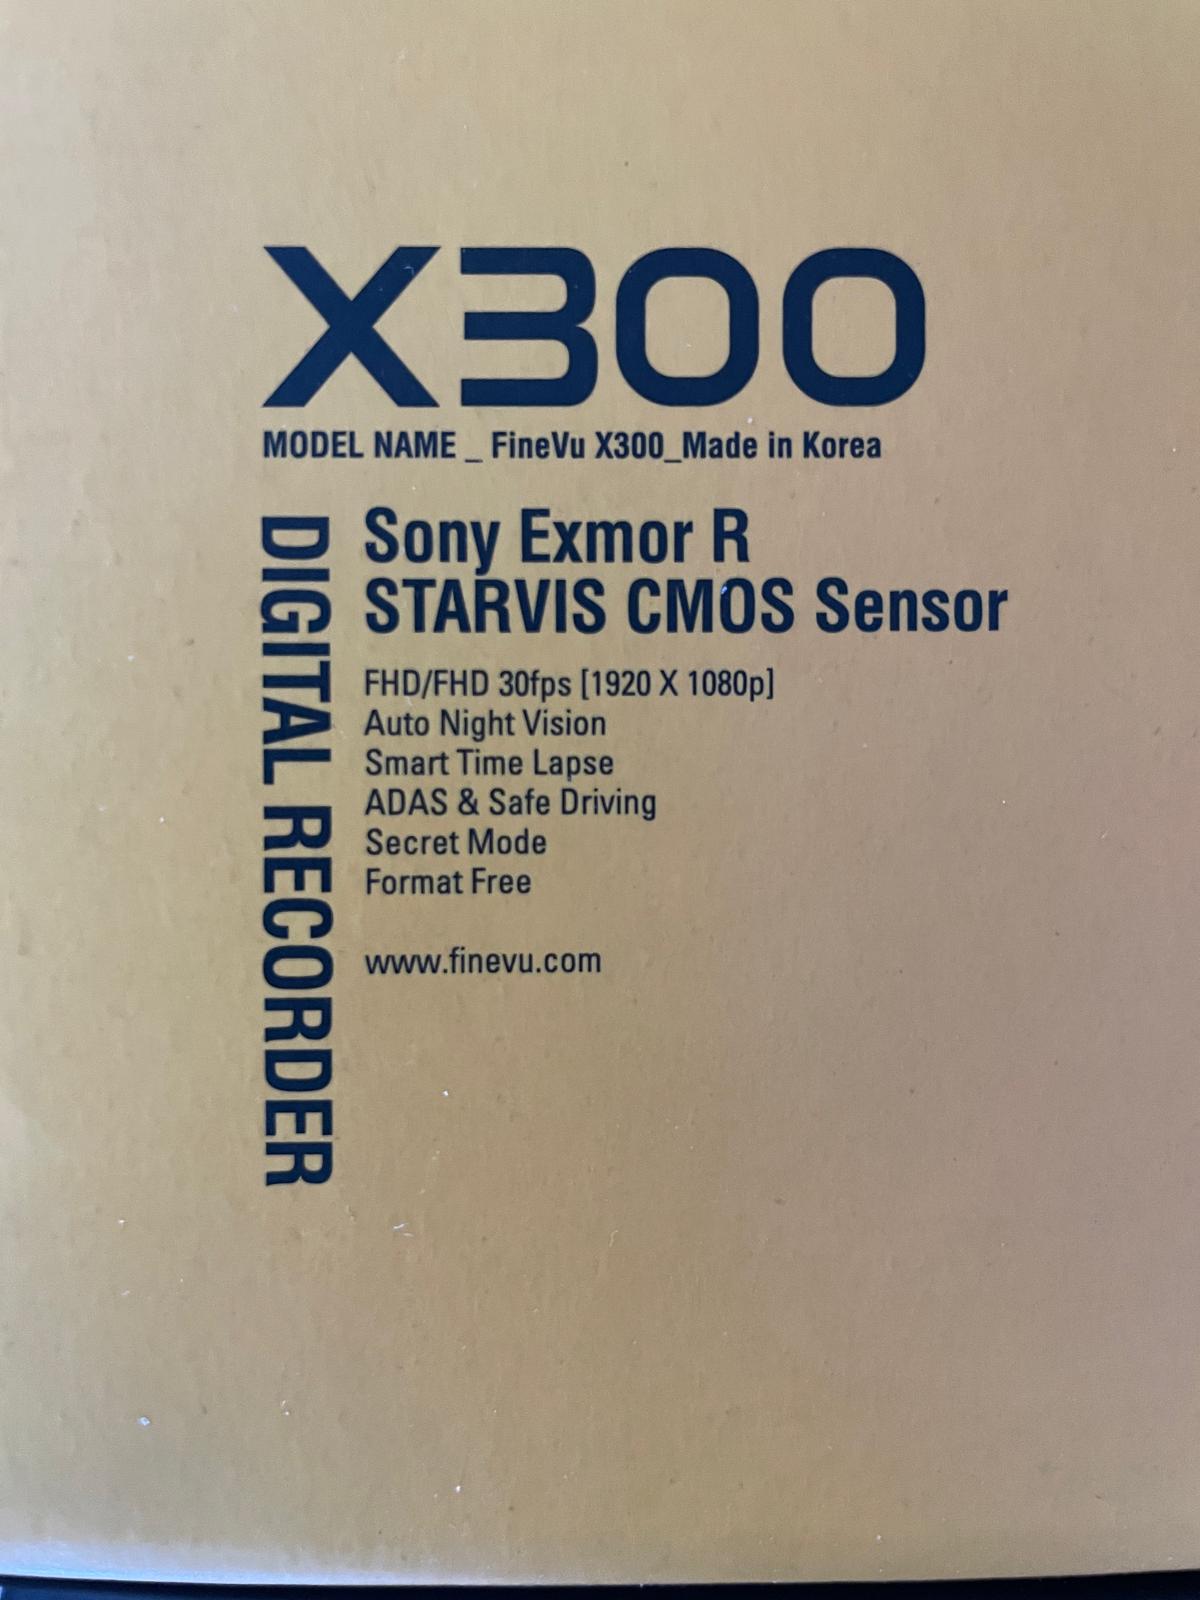 X300
MODEL NAME _ FineVu X300_Made in Korea
DIGITAL RECORDER
Sony Exmor R
STARVIS CMOS Sensor
FHD/FHD 30fps [1920 X 1080p]
Auto Night Vision
Smart Time Lapse
ADAS & Safe Driving
Secret Mode
Format Free
www.finevu.com